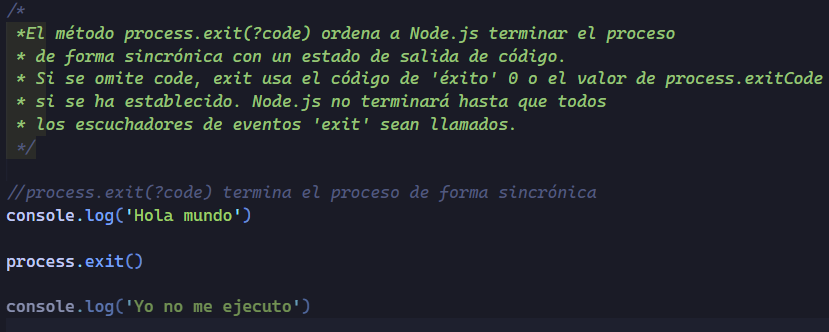 /*
*El método process.exit(?code) ordena a Node.js terminar el proceso
* de forma sincrónica con un estado de salida de código.
* Si se omite code, exit usa el código de 'éxito' 0 o el valor de process.exitCode
* si se ha establecido. Node.js no terminará hasta que todos
* los escuchadores de eventos 'exit' sean llamados.
*/
//process.exit(?code) termina el proceso de forma sincrónica
console.log('Hola mundo')
process.exit()
console.log('Yo no me ejecuto')